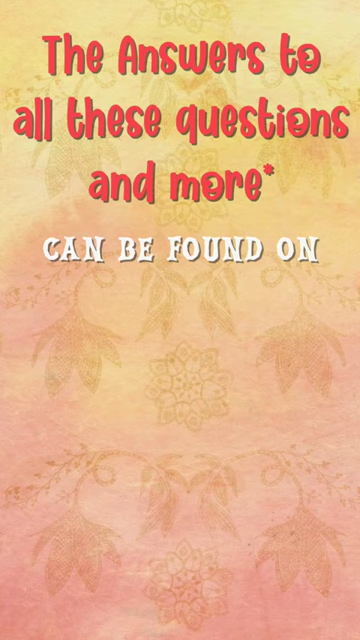 The Answers to
all these questions
and more*
CAN BE FOUND ON